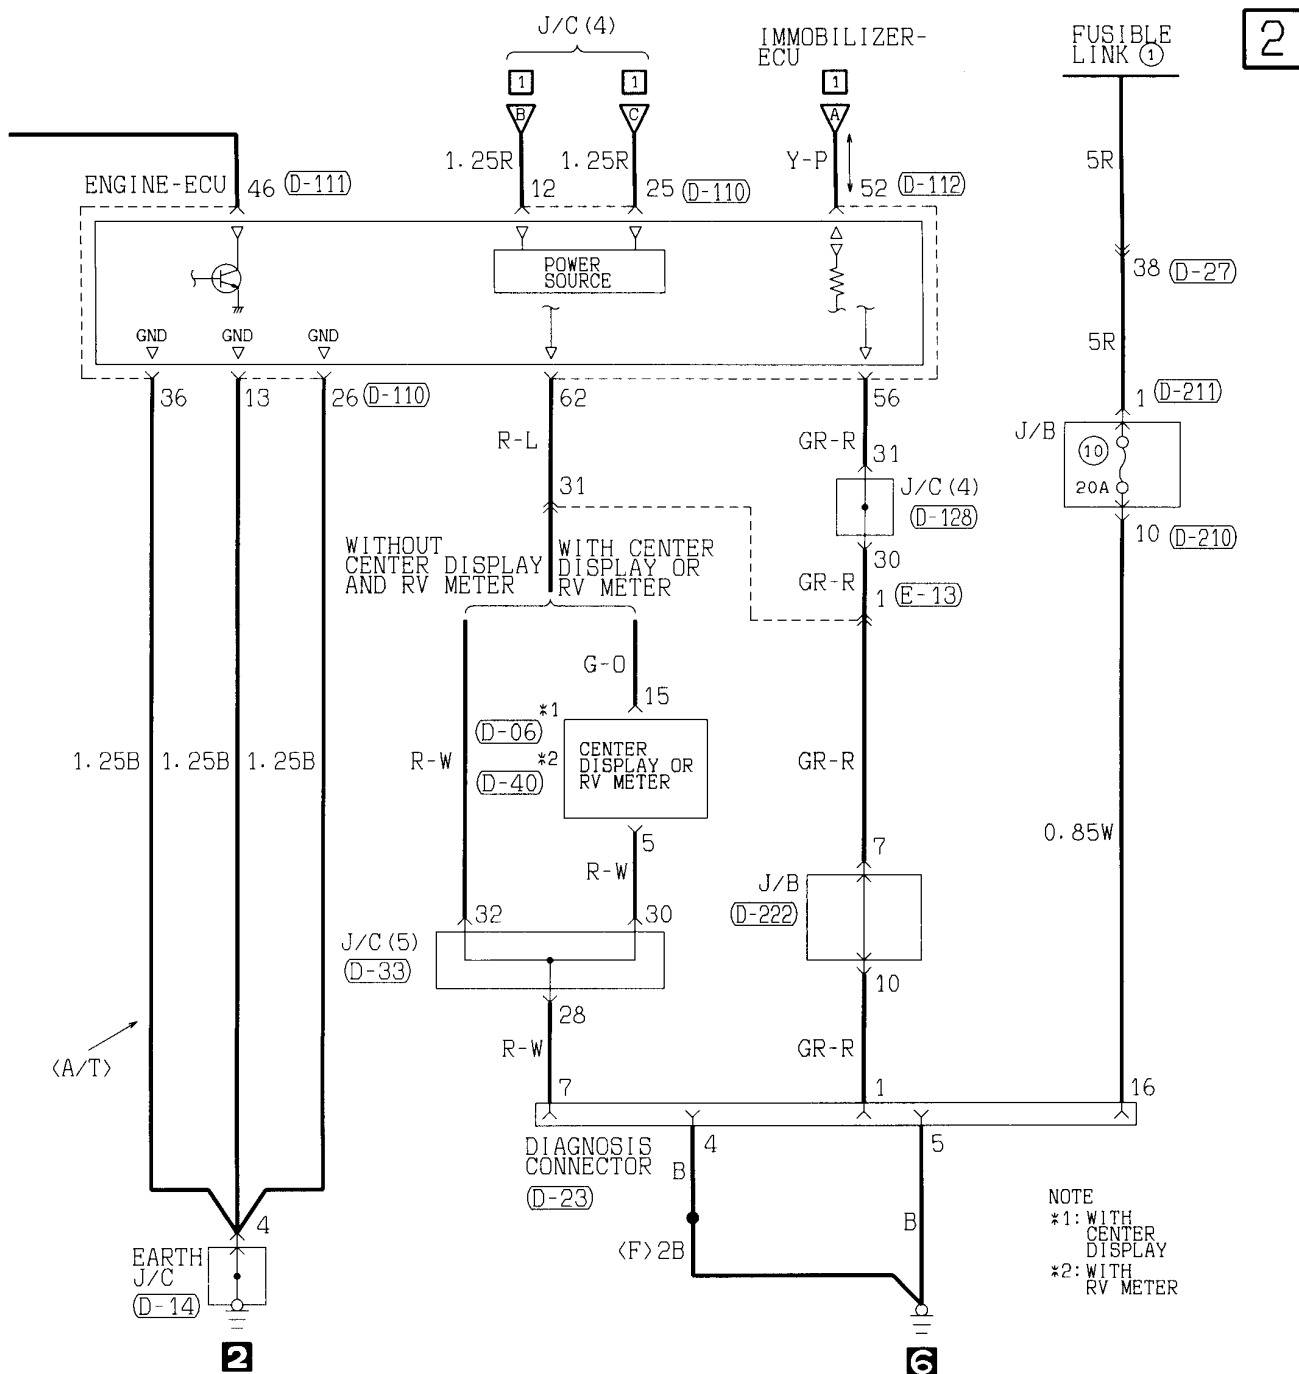 J/C(4)
IMMOBILIZER-
ECU
FUSIBLE
LINK ①
2
1
1
1
B
C
A
1.25R
1.25R
Y-P
5R
ENGINE-ECU
46 (D-111)
12
25 (D-110)
52 (D-112)
POWER
SOURCE
38 (D-27)
GND
GND
GND
5R
36
13
26 (D-110)
62
56
1 (D-211)
R-L
GR-R
31
J/B
10
20A
31
J/C(4)
(D-128)
10 (D-210)
WITHOUT
CENTER DISPLAY
AND RV METER
WITH CENTER
DISPLAY OR
RV METER
30
GR-R
1 (E-13)
G-O
15
*1
(D-06)
*2
(D-40)
CENTER
DISPLAY OR
RV METER
1.25B
1.25B
1.25B
R-W
GR-R
0.85W
5
7
R-W
J/B
(D-222)
32
30
J/C(5)
(D-33)
10
28
R-W
GR-R
<A/T>
7
1
16
DIAGNOSIS
CONNECTOR
(D-23)
4
5
B
B
<F>2B
4
EARTH
J/C
(D-14)
NOTE
*1: WITH
CENTER
DISPLAY
*2: WITH
RV METER
2
6